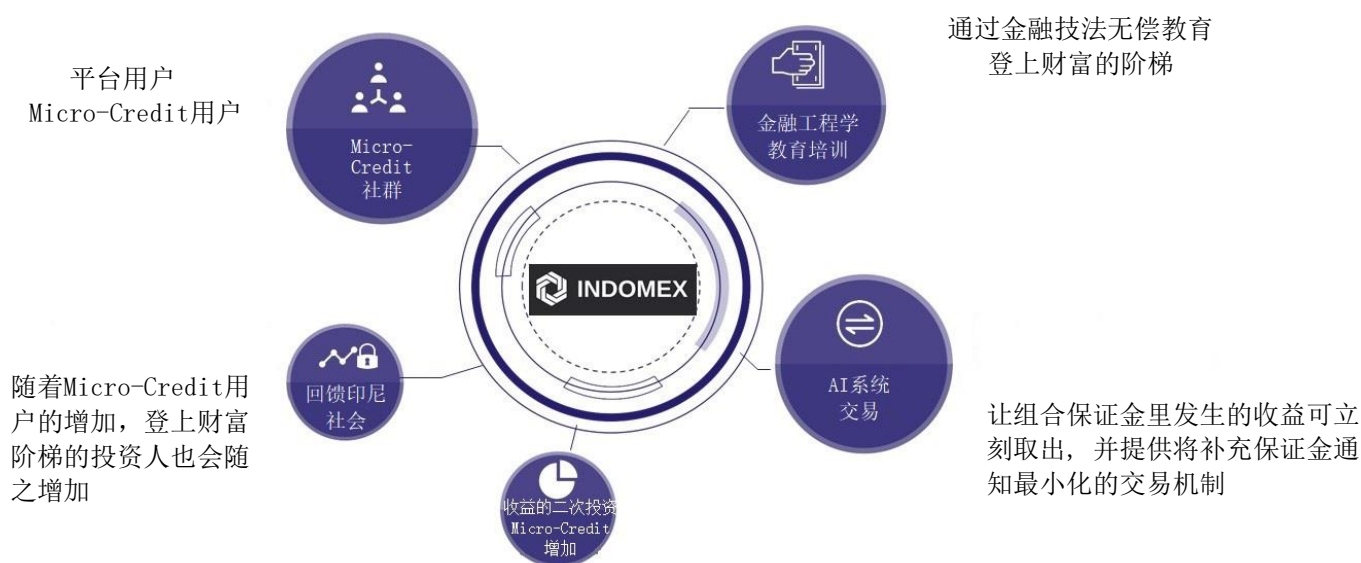 通过金融技法无偿教育
登上财富的阶梯
平台用户
Micro-Credit用户
Micro-
Credit
社群
金融工程学
教育培训
INDOMEX
回馈印尼
社会
AI系统
交易
随着Micro-Credit用
户的增加，登上财富
阶梯的投资人也会随
之增加
让组合保证金里发生的收益可立
刻取出, 并提供将补充保证金通
知最小化的交易机制
收益的二次投资
Micro-Credit
增加